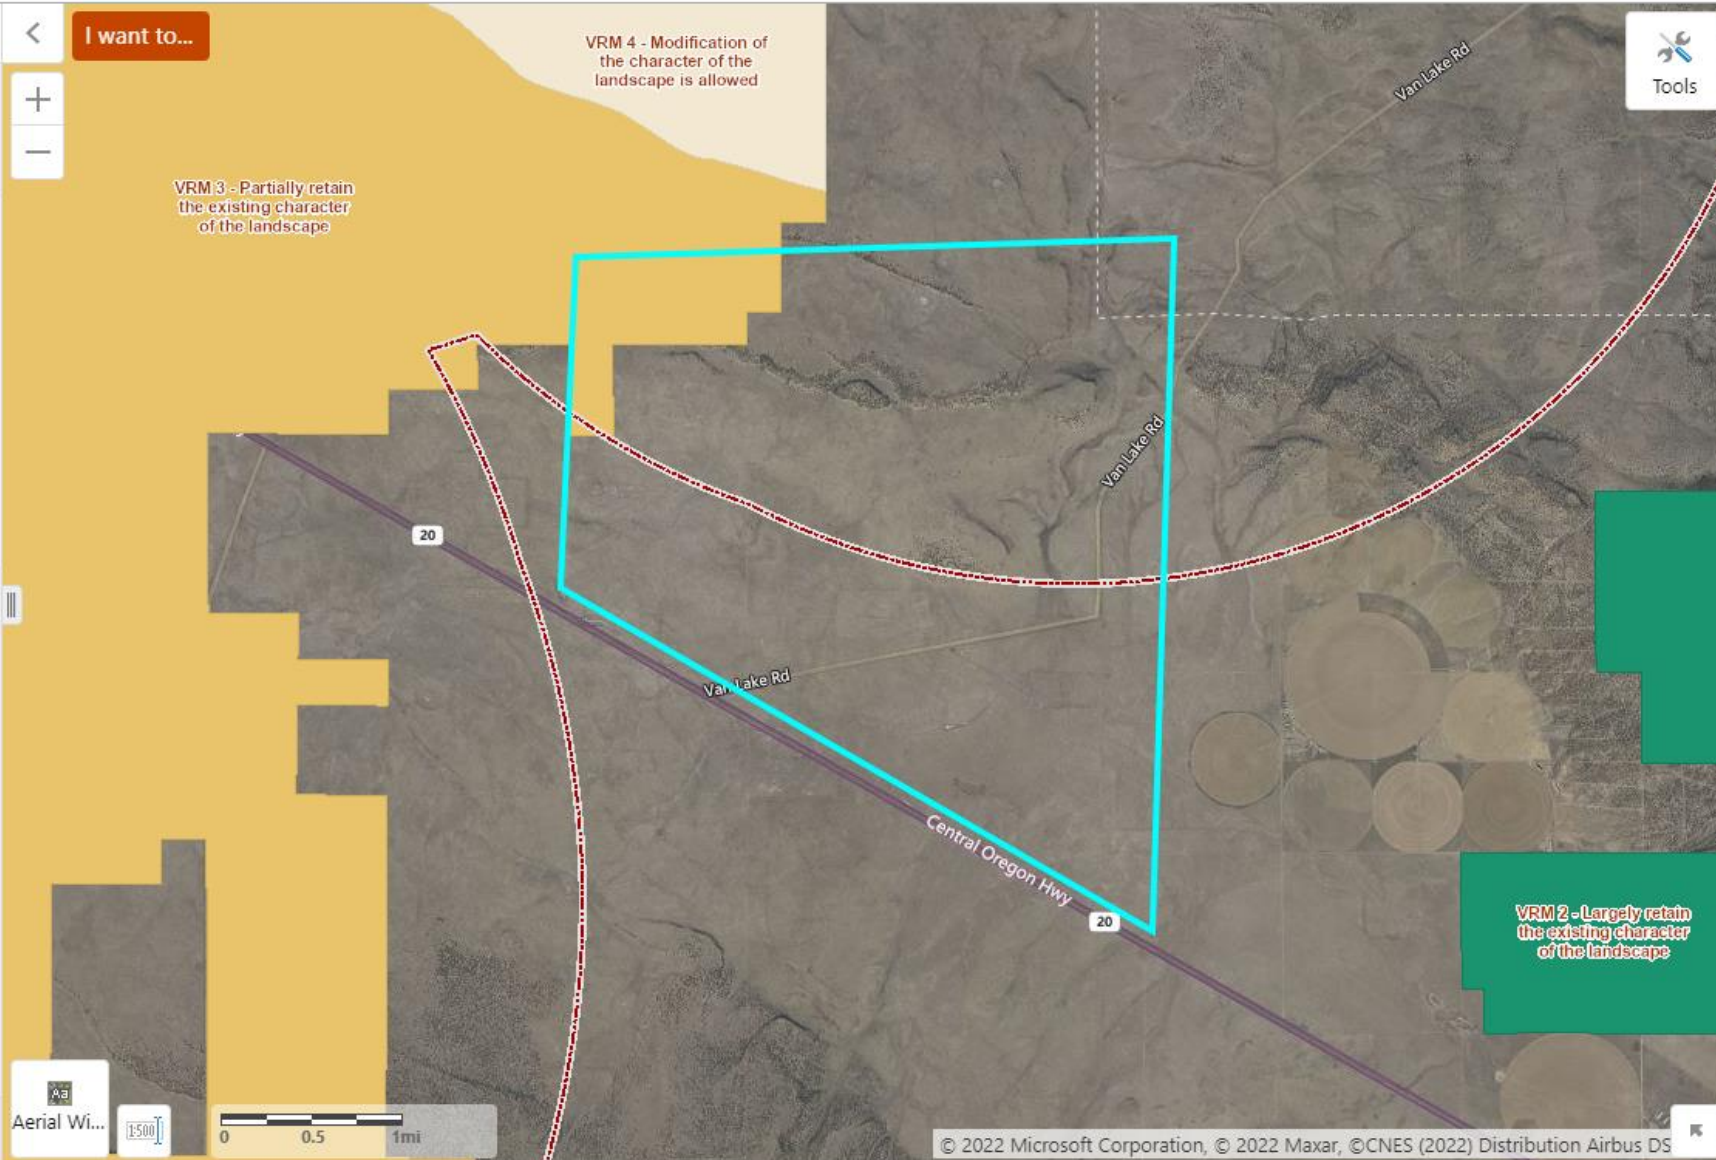 I want to...
VRM 4 - Modification of
the character of the
landscape is allowed
Van Lake Rd
Tools
VRM 3 - Partially retain
the existing character
of the landscape
Van Lake Rd
20
Van Lake Rd
Central Oregon Hwy
20
VRM 2 - Largely retain
the existing character
of the landscape
Aa
Aerial Wi...
1:500
0 0.5 1mi
© 2022 Microsoft Corporation, © 2022 Maxar, ©CNES (2022) Distribution Airbus DS